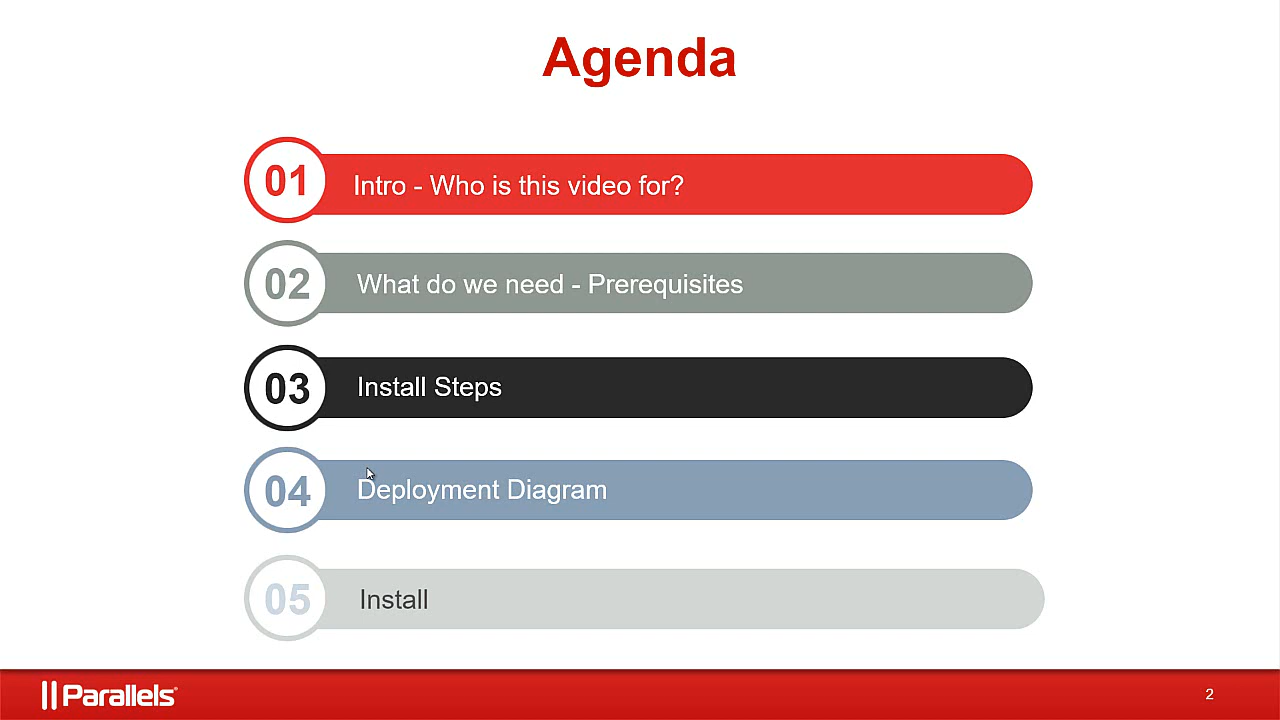 Agenda
01
Intro - Who is this video for?
02
What do we need - Prerequisites
03
Install Steps
04
Deployment Diagram
05
Install
Parallels
2